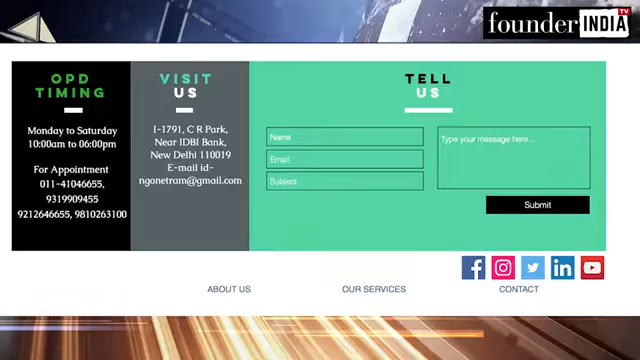 founder INDIA TV
OPD
TIMING
Monday to Saturday
10:00am to 06:00pm
For Appointment
011-41046655,
9319909455
9212646655, 9810263100
VISIT
US
I-1791, C R Park,
Near IDBI Bank,
New Delhi 110019
E-mail id-
ngonetram@gmail.com
TELL
US
Name
Email
Subject
Type your message here...
Submit
ABOUT US
OUR SERVICES
CONTACT